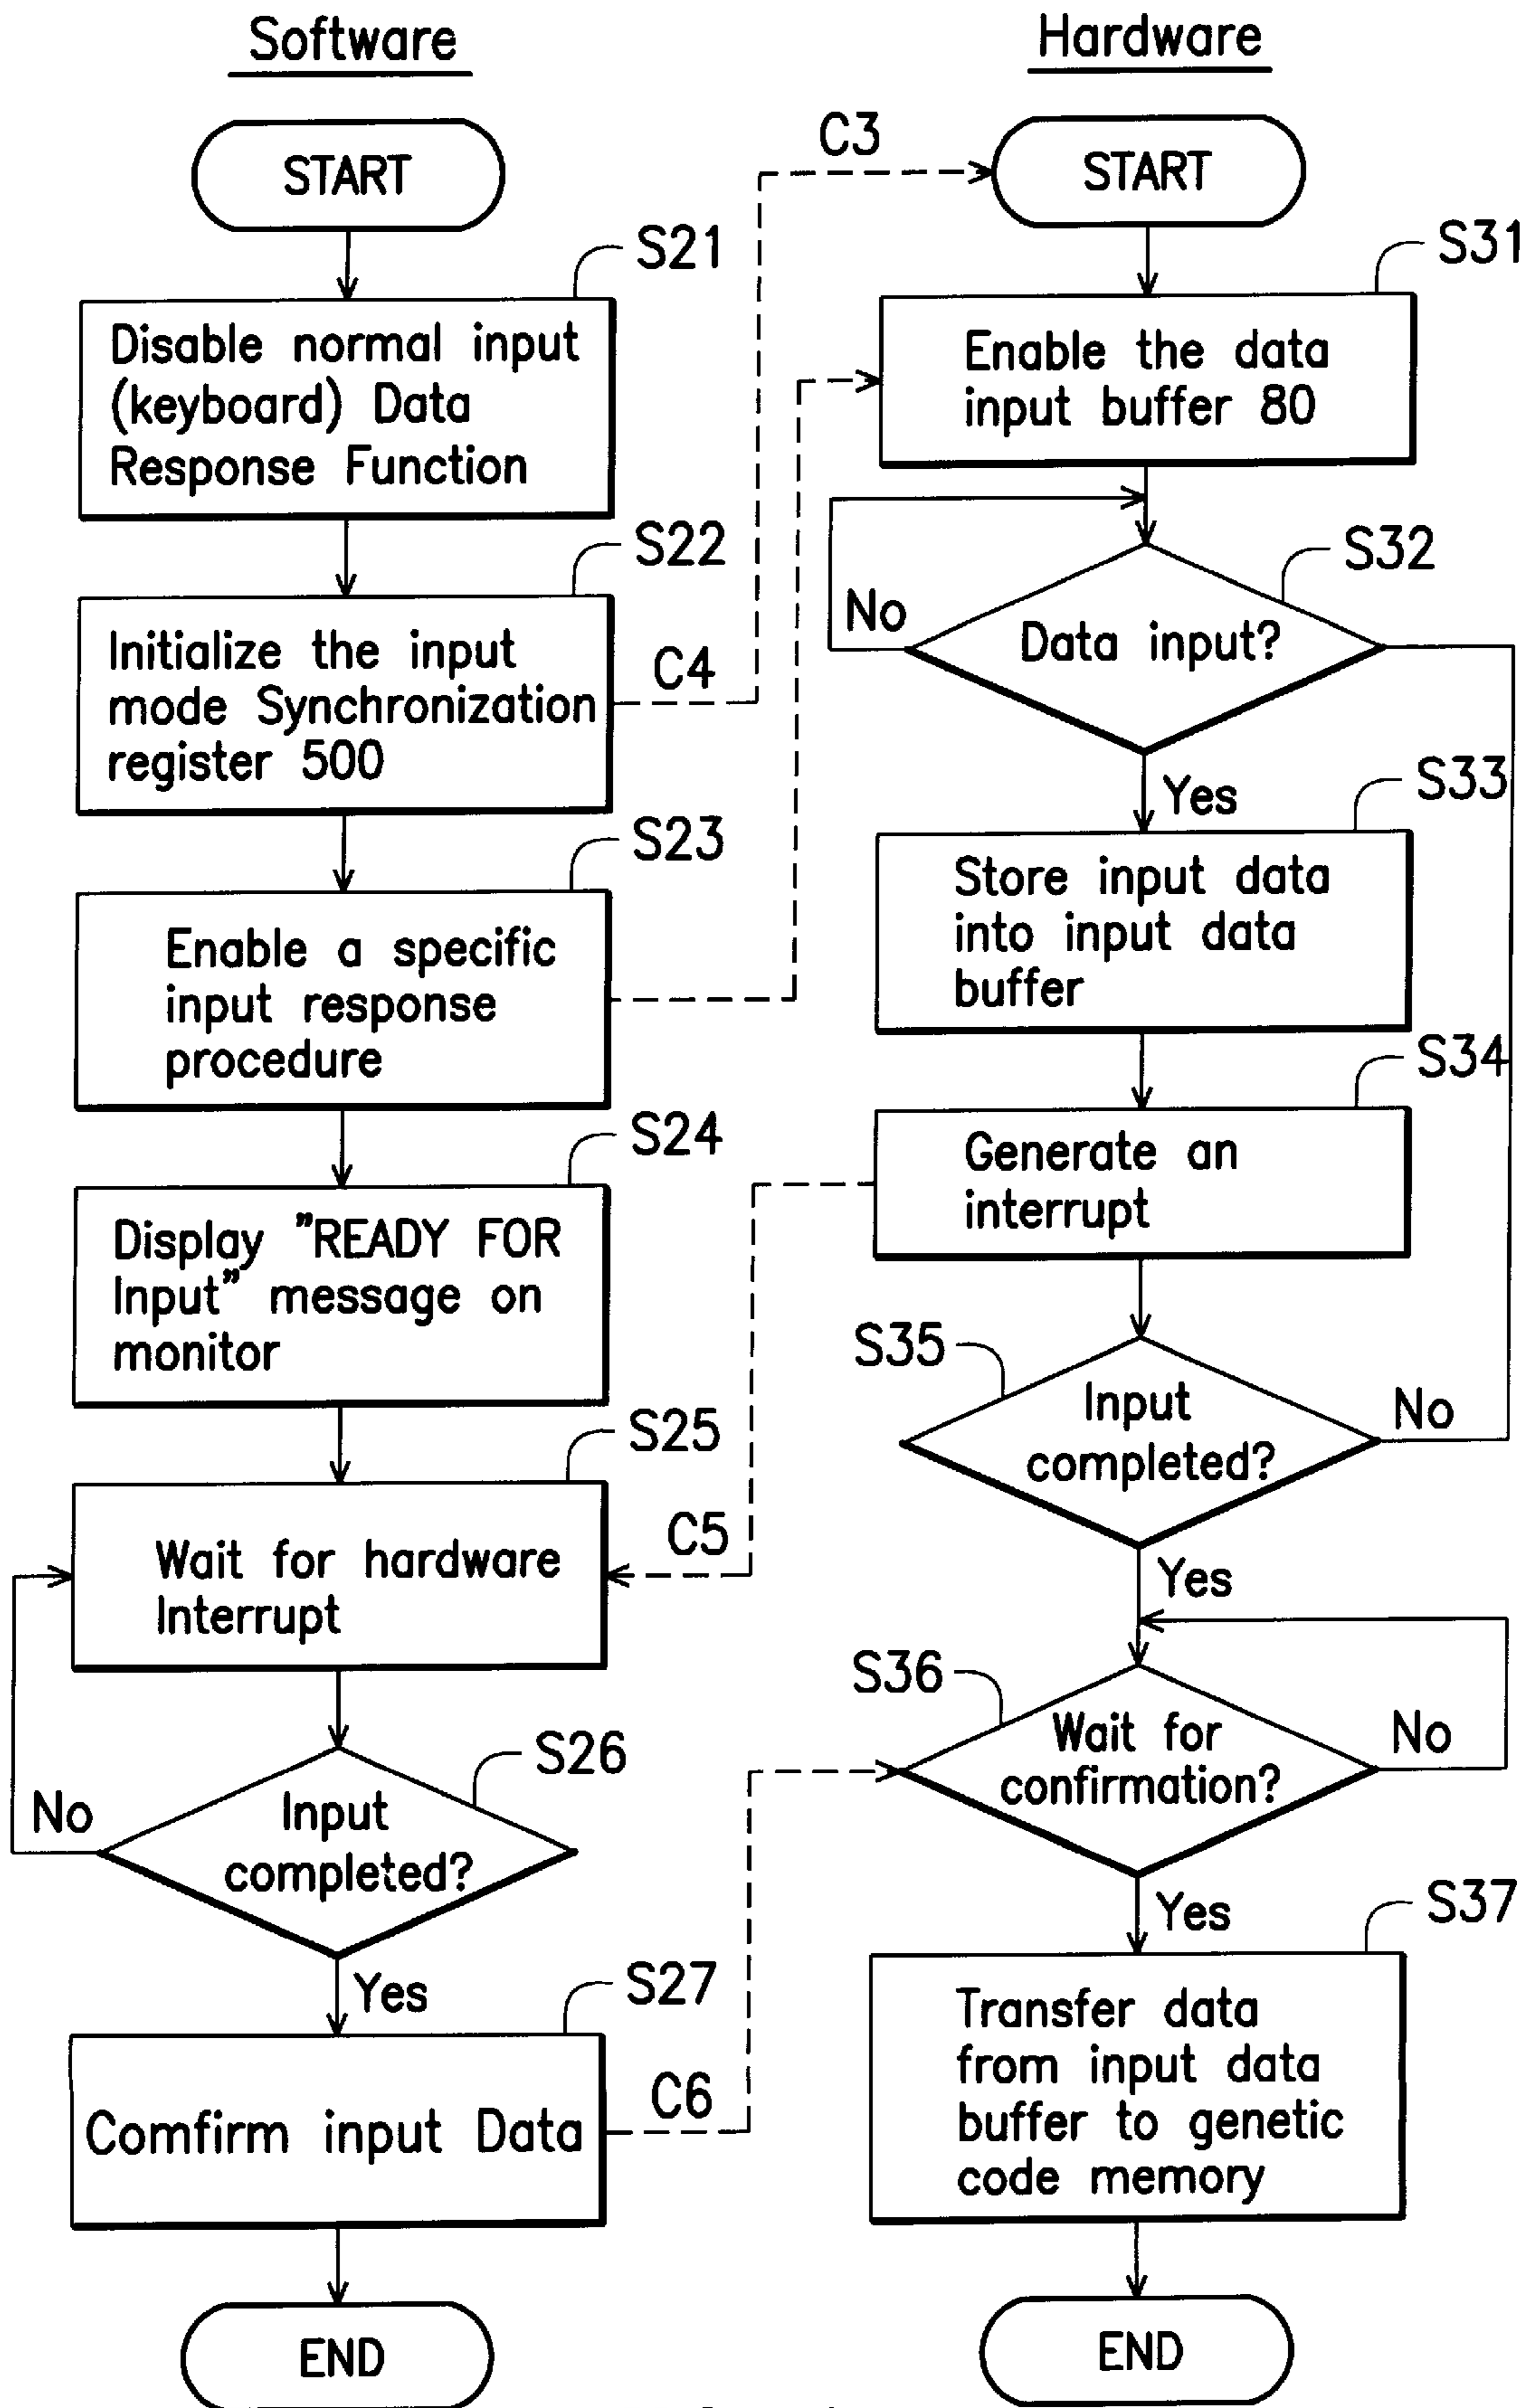 Software
START
S21
Disable normal input
(keyboard) Data
Response Function
S22
Initialize the input
mode Synchronization
register 500
C4
S23
Enable a specific
input response
procedure
S24
Display "READY FOR
Input" message on
monitor
S25
Wait for hardware
Interrupt
C5
S26
No
Input
completed?
Yes
S27
Comfirm input Data
C6
END
Hardware
C3
START
S31
Enable the data
input buffer 80
S32
No
Data input?
Yes
S33
Store input data
into input data
buffer
S34
Generate an
interrupt
S35
Input
completed?
No
Yes
S36
Wait for
confirmation?
No
Yes
S37
Transfer data
from input data
buffer to genetic
code memory
END